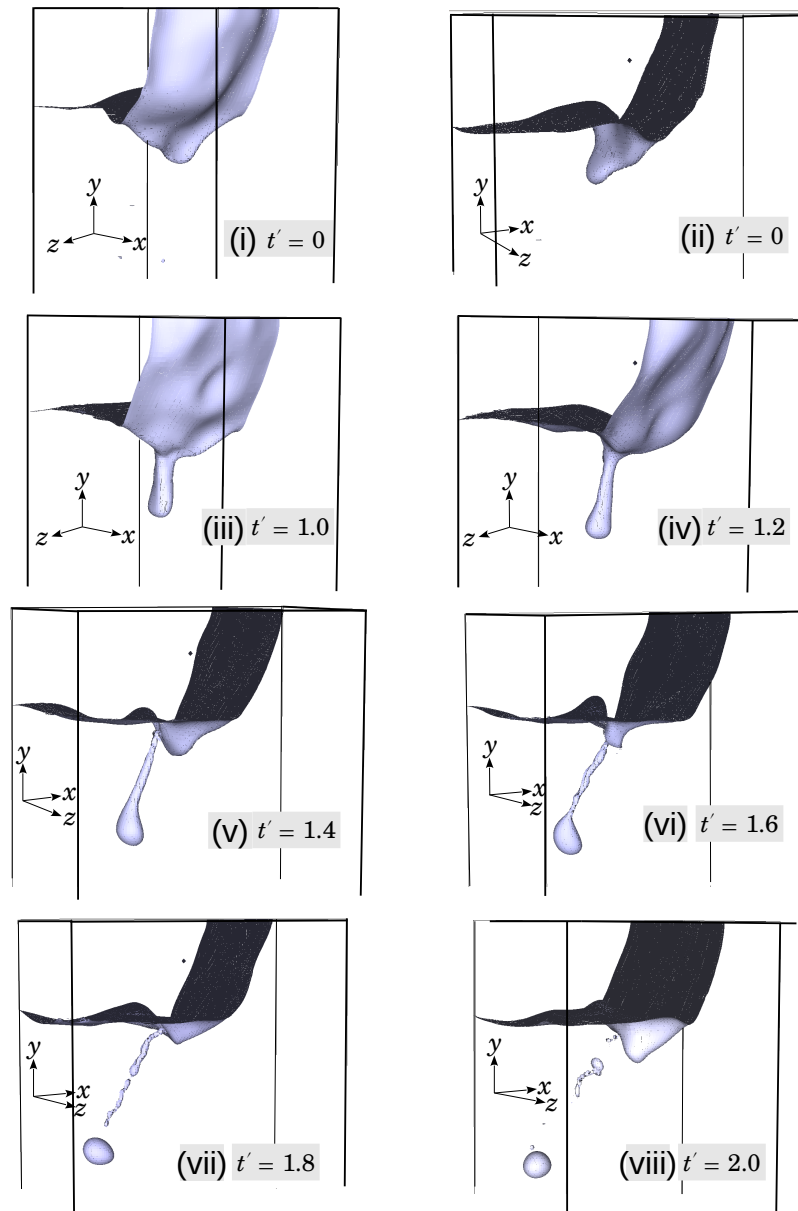 y
z
x
(i) t′ = 0
y
x
z
(ii) t′ = 0
y
z
x
(iii) t′ = 1.0
y
z
x
(iv) t′ = 1.2
y
x
z
(v) t′ = 1.4
y
x
z
(vi) t′ = 1.6
y
x
z
(vii) t′ = 1.8
y
x
z
(viii) t′ = 2.0